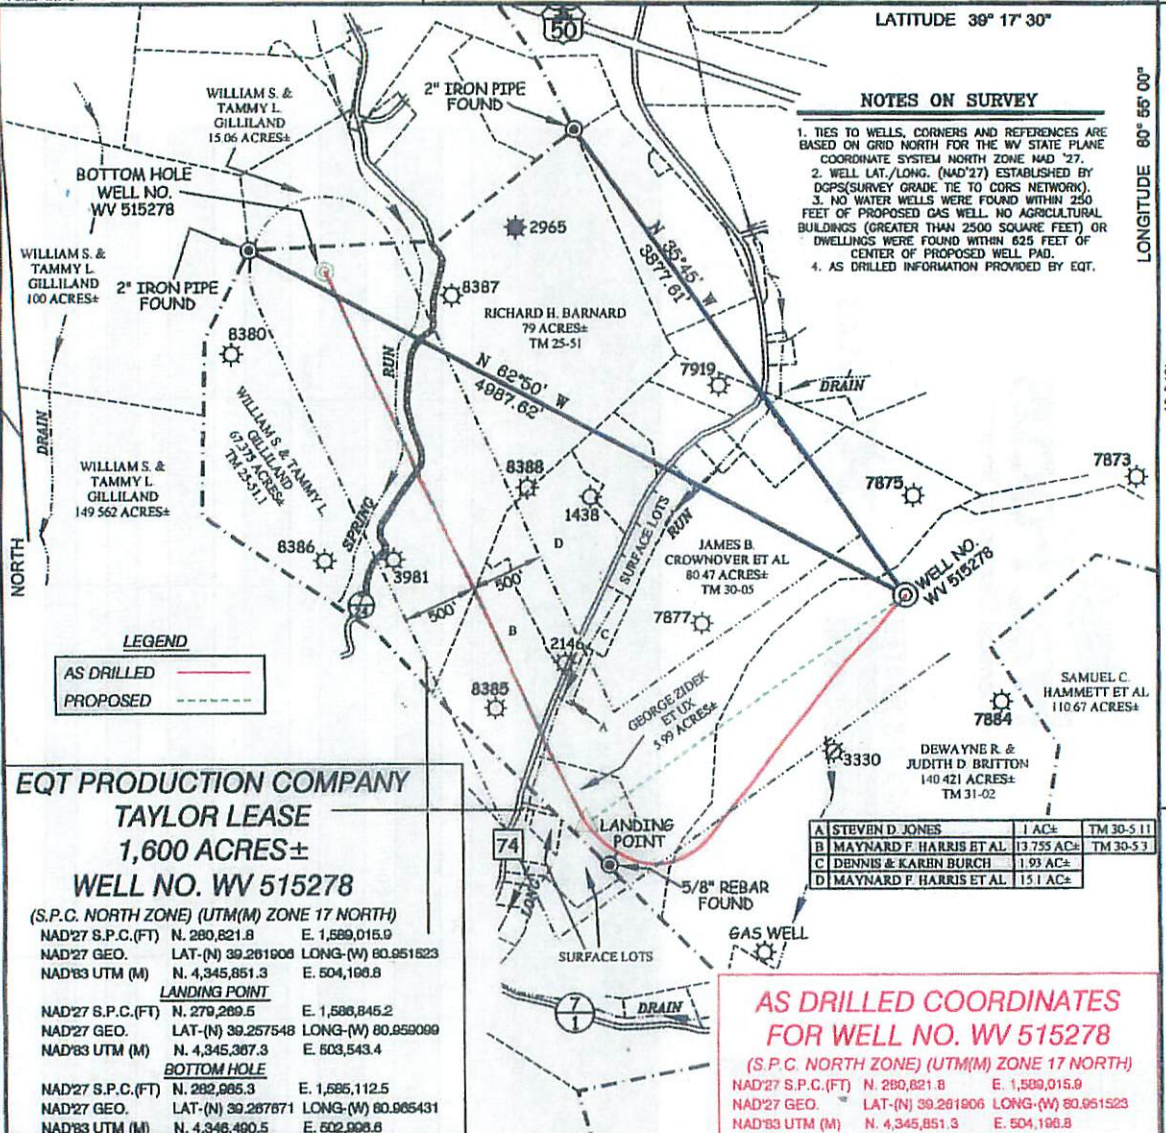 50
LATITUDE 39° 17' 30"
LONGITUDE 80° 55' 00"
NOTES ON SURVEY
1. TIES TO WELLS, CORNERS AND REFERENCES ARE
BASED ON GRID NORTH FOR THE WV STATE PLANE
COORDINATE SYSTEM NORTH ZONE NAD '27.
2. WELL LAT./LONG. (NAD'27) ESTABLISHED BY
DGPS(SURVEY GRADE TIE TO CORS NETWORK).
3. NO WATER WELLS WERE FOUND WITHIN 250
FEET OF PROPOSED GAS WELL. NO AGRICULTURAL
BUILDINGS (GREATER THAN 2500 SQUARE FEET) OR
DWELLINGS WERE FOUND WITHIN 625 FEET OF
CENTER OF PROPOSED WELL PAD.
4. AS DRILLED INFORMATION PROVIDED BY EQT.
WILLIAM S. &
TAMMY L.
GILLILAND
15.06 ACRES±
2" IRON PIPE
FOUND
BOTTOM HOLE
WELL NO.
WV 515278
2965
WILLIAM S. &
TAMMY L.
GILLILAND
100 ACRES±
2" IRON PIPE
FOUND
8387
N 35°45' W
3877.61'
RICHARD H. BARNARD
79 ACRES±
TM 25-51
8380
RUN
N 62°50' W
4987.62'
7919
DRAIN
DRAIN
WILLIAM S. & TAMMY L.
GILLILAND
67.375 ACRES±
TM 25-51.1
WILLIAM S. &
TAMMY L.
GILLILAND
149.562 ACRES±
8388
1438
7873
7875
SPRING
D
SURFACE LOTS
RUN
NORTH
8386
3981
JAMES B.
CROWNOVER ET AL
80.47 ACRES±
TM 30-05
WELL NO.
WV 515278
500'
500'
B
C
7877
2146
LEGEND
AS DRILLED
PROPOSED
8385
A
GEORGE ZIDEK
ET UX
5.99 ACRES±
SAMUEL C.
HAMMETT ET AL
110.67 ACRES±
7884
3330
DEWAYNE R. &
JUDITH D. BRITTON
140.421 ACRES±
TM 31-02
EQT PRODUCTION COMPANY
TAYLOR LEASE
1,600 ACRES±
WELL NO. WV 515278
(S.P.C. NORTH ZONE) (UTM(M) ZONE 17 NORTH)
NAD'27 S.P.C.(FT) N. 280,821.8 E. 1,589,015.9
NAD'27 GEO. LAT-(N) 39.261906 LONG-(W) 80.951523
NAD'83 UTM (M) N. 4,345,851.3 E. 504,196.8
LANDING POINT
NAD'27 S.P.C.(FT) N. 279,269.5 E. 1,586,845.2
NAD'27 GEO. LAT-(N) 39.257548 LONG-(W) 80.959099
NAD'83 UTM (M) N. 4,345,367.3 E. 503,543.4
BOTTOM HOLE
NAD'27 S.P.C.(FT) N. 282,985.3 E. 1,585,112.5
NAD'27 GEO. LAT-(N) 39.267671 LONG-(W) 80.965431
NAD'83 UTM (M) N. 4,346,490.5 E. 502,996.6
74
LANDING
POINT
5/8" REBAR
FOUND
A STEVEN D. JONES 1 AC± TM 30-5.11
B MAYNARD F. HARRIS ET AL 13.755 AC± TM 30-5.3
C DENNIS & KAREN BURCH 1.93 AC±
D MAYNARD F. HARRIS ET AL 15.1 AC±
SURFACE LOTS
GAS WELL
7
1
DRAIN
AS DRILLED COORDINATES
FOR WELL NO. WV 515278
(S.P.C. NORTH ZONE) (UTM(M) ZONE 17 NORTH)
NAD'27 S.P.C.(FT) N. 280,821.8 E. 1,589,015.9
NAD'27 GEO. LAT-(N) 39.261906 LONG-(W) 80.951523
NAD'83 UTM (M) N. 4,345,851.3 E. 504,196.8